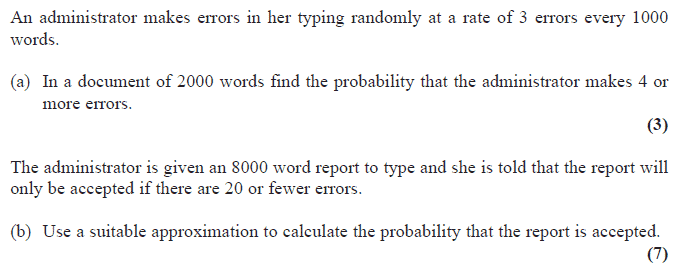 An administrator makes errors in her typing randomly at a rate of 3 errors every 1000
words.
(a) In a document of 2000 words find the probability that the administrator makes 4 or
more errors.
(3)
The administrator is given an 8000 word report to type and she is told that the report will
only be accepted if there are 20 or fewer errors.
(b) Use a suitable approximation to calculate the probability that the report is accepted.
(7)